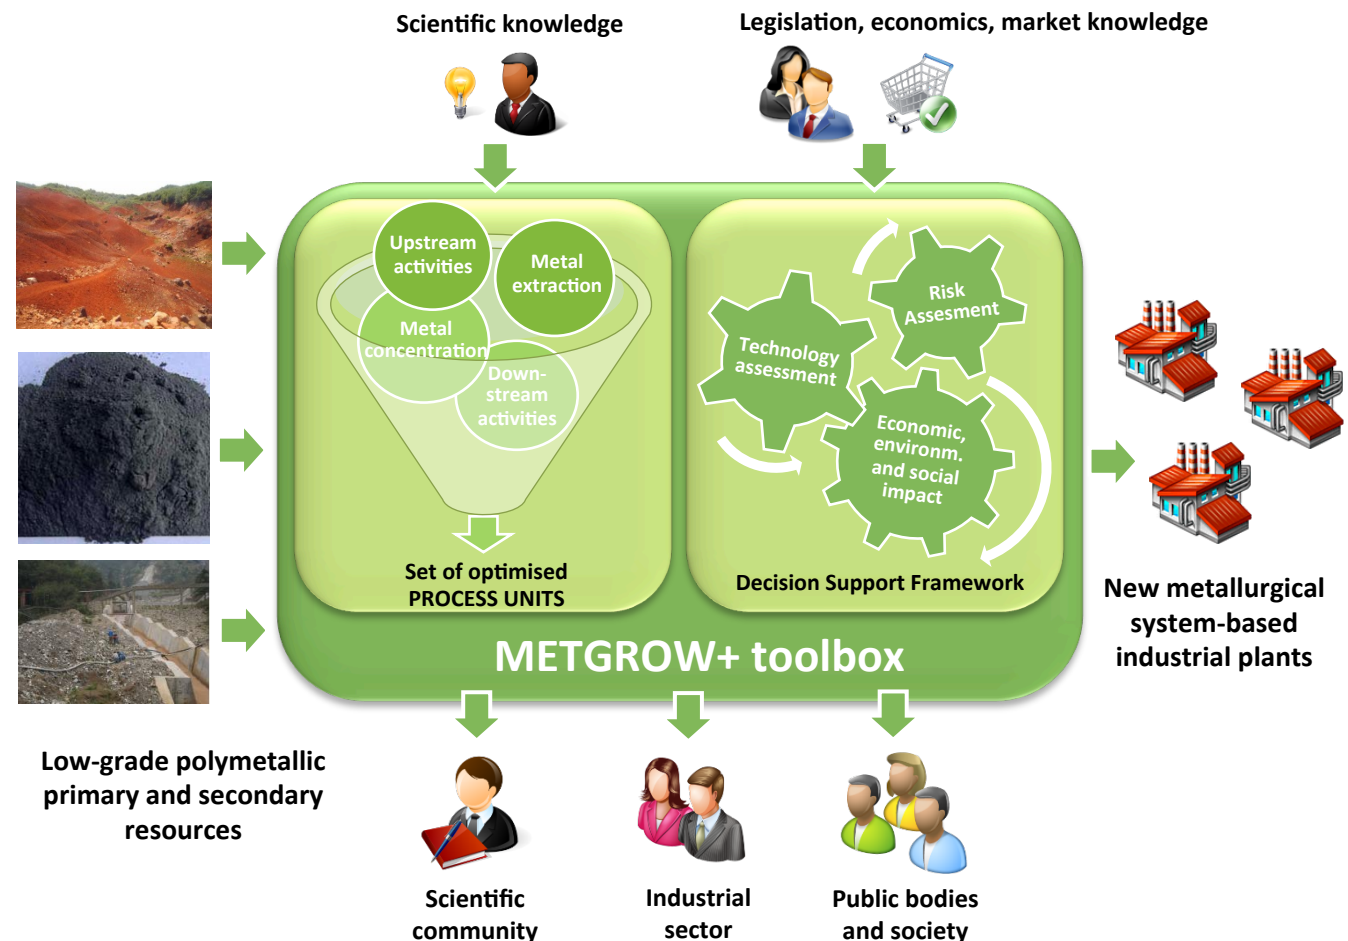 Scientific knowledge
Legislation, economics, market knowledge
Upstream
activities
Metal
extraction
Metal
concentration
Down-
stream
activities
Set of optimised
PROCESS UNITS
Risk
Assesment
Technology
assessment
Economic,
environm.
and social
impact
Decision Support Framework
METGROW+ toolbox
New metallurgical
system-based
industrial plants
Low-grade polymetallic
primary and secondary
resources
Scientific
community
Industrial
sector
Public bodies
and society